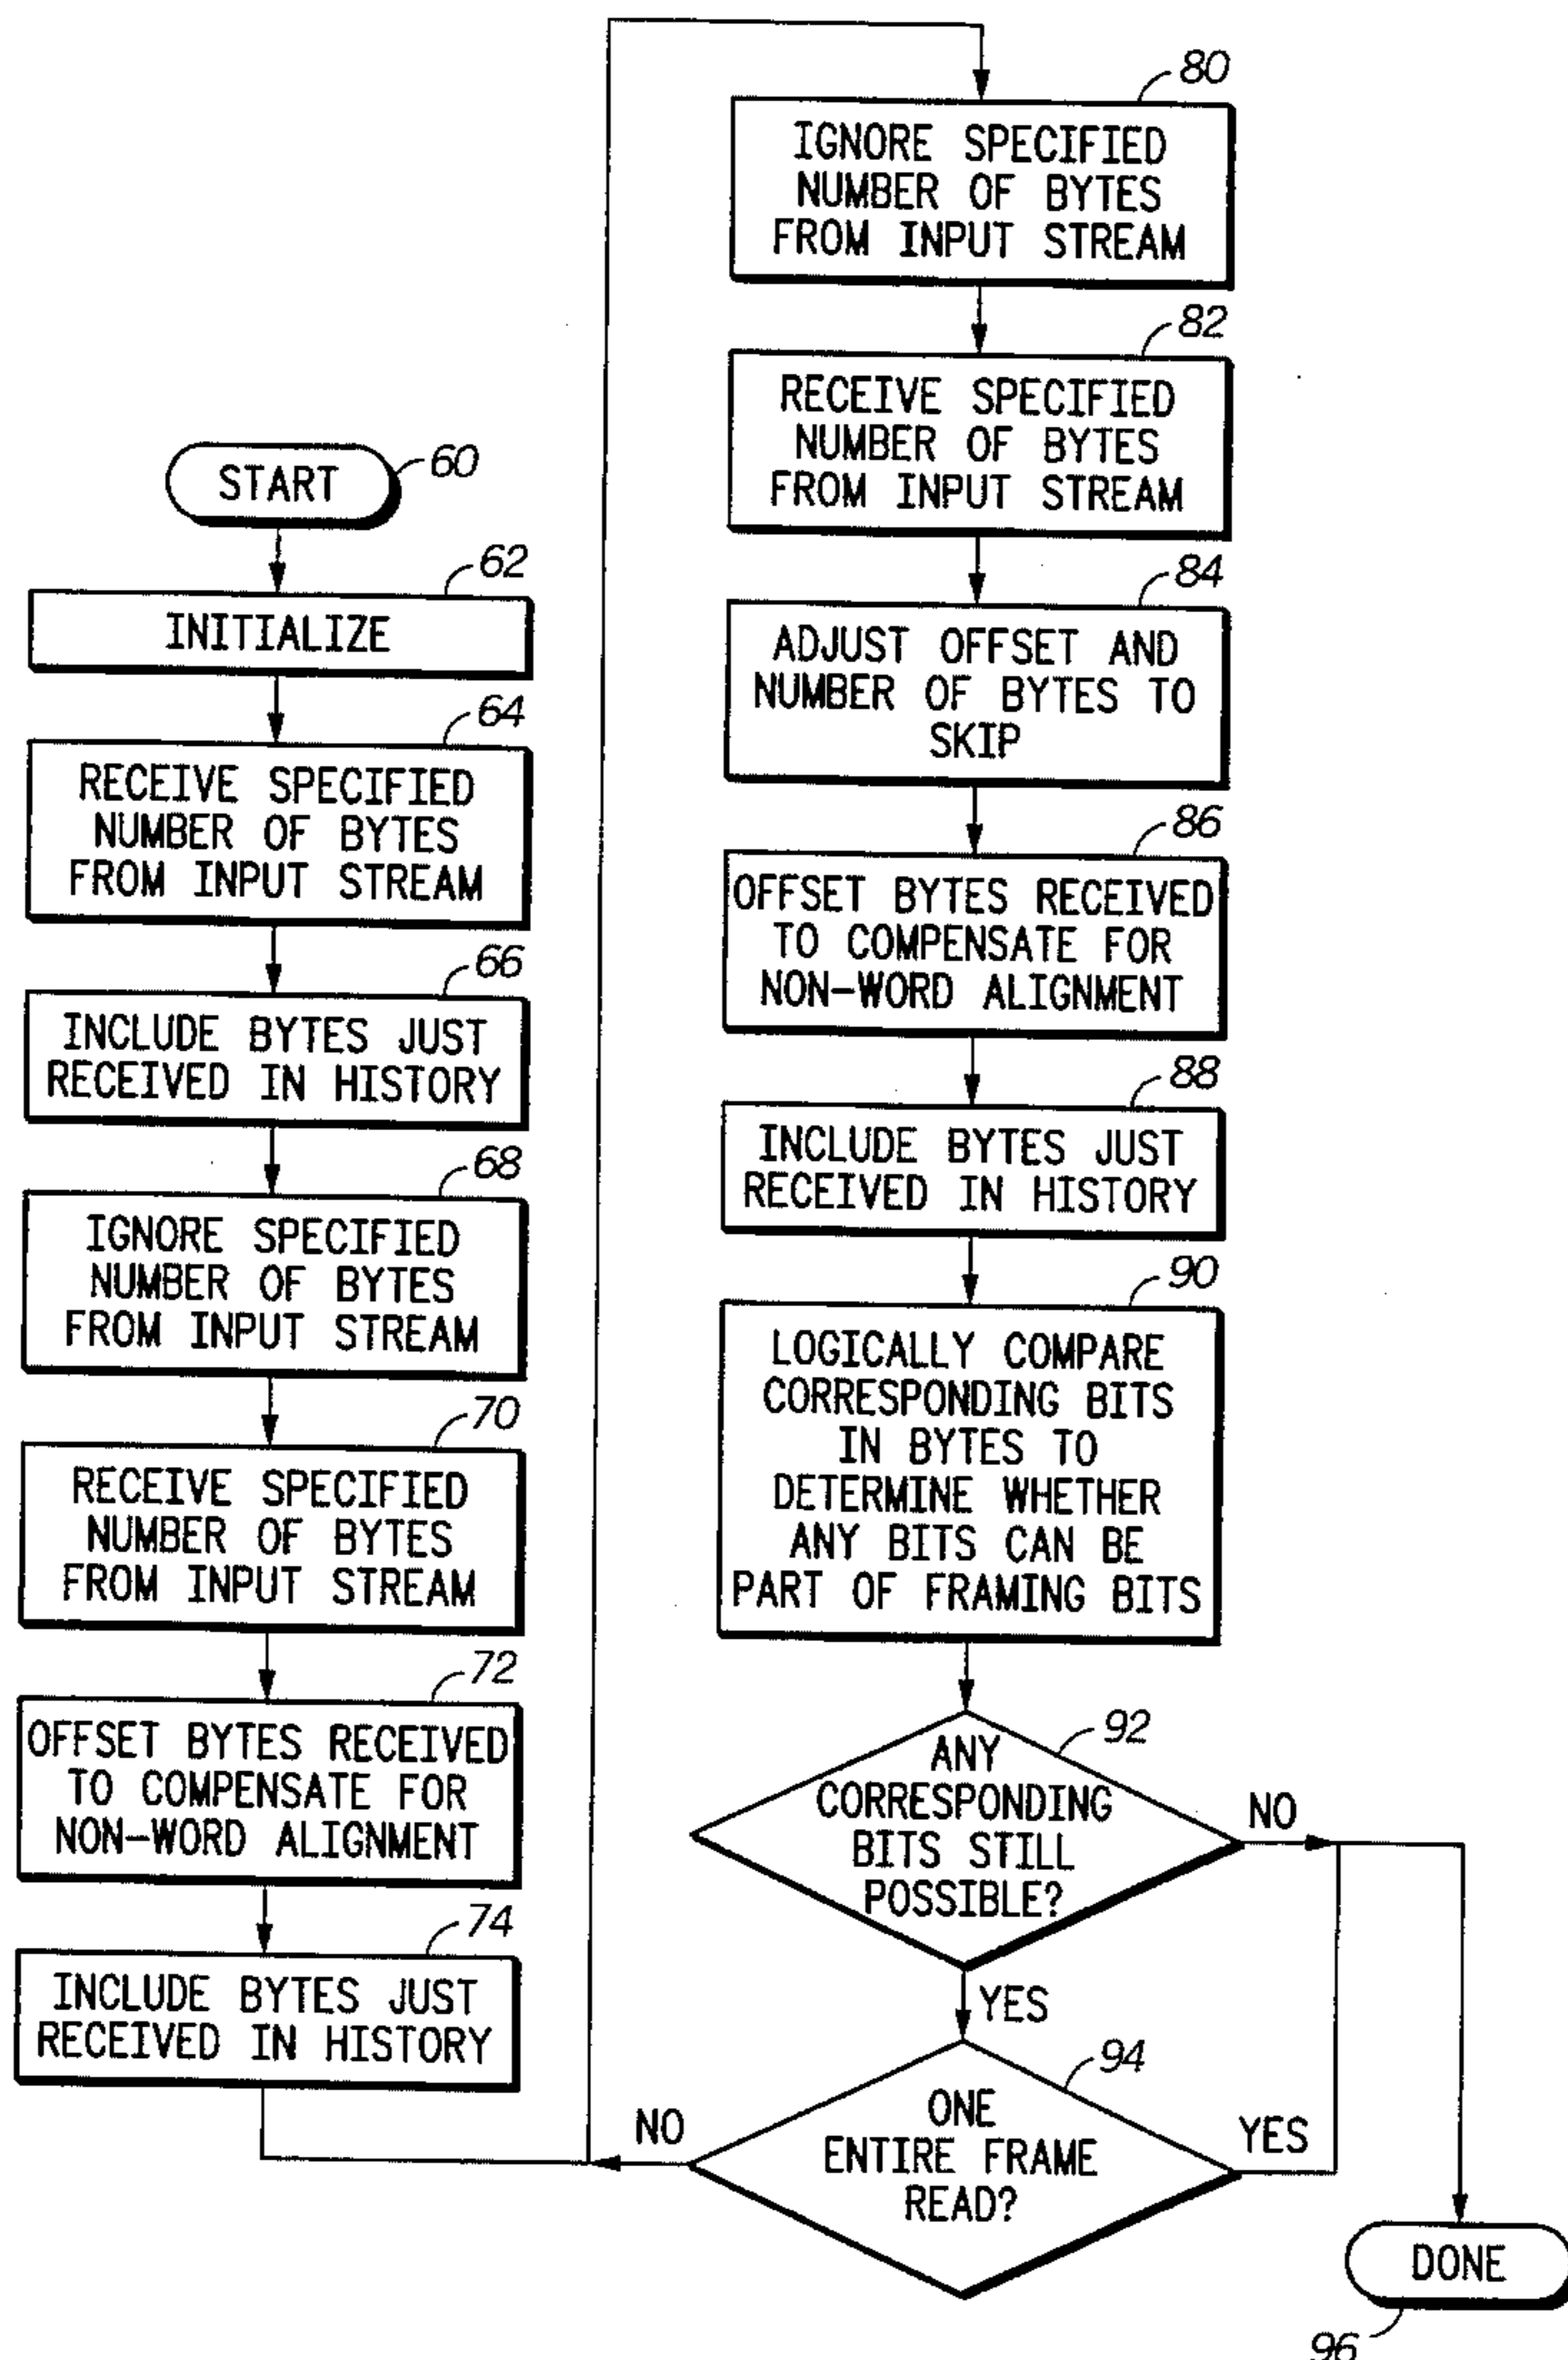 START
60
62
INITIALIZE
64
RECEIVE SPECIFIED
NUMBER OF BYTES
FROM INPUT STREAM
66
INCLUDE BYTES JUST
RECEIVED IN HISTORY
68
IGNORE SPECIFIED
NUMBER OF BYTES
FROM INPUT STREAM
70
RECEIVE SPECIFIED
NUMBER OF BYTES
FROM INPUT STREAM
72
OFFSET BYTES RECEIVED
TO COMPENSATE FOR
NON-WORD ALIGNMENT
74
INCLUDE BYTES JUST
RECEIVED IN HISTORY
80
IGNORE SPECIFIED
NUMBER OF BYTES
FROM INPUT STREAM
82
RECEIVE SPECIFIED
NUMBER OF BYTES
FROM INPUT STREAM
84
ADJUST OFFSET AND
NUMBER OF BYTES TO
SKIP
86
OFFSET BYTES RECEIVED
TO COMPENSATE FOR
NON-WORD ALIGNMENT
88
INCLUDE BYTES JUST
RECEIVED IN HISTORY
90
LOGICALLY COMPARE
CORRESPONDING BITS
IN BYTES TO
DETERMINE WHETHER
ANY BITS CAN BE
PART OF FRAMING BITS
92
ANY
CORRESPONDING
BITS STILL
POSSIBLE?
NO
YES
94
ONE
ENTIRE FRAME
READ?
NO
YES
DONE
96